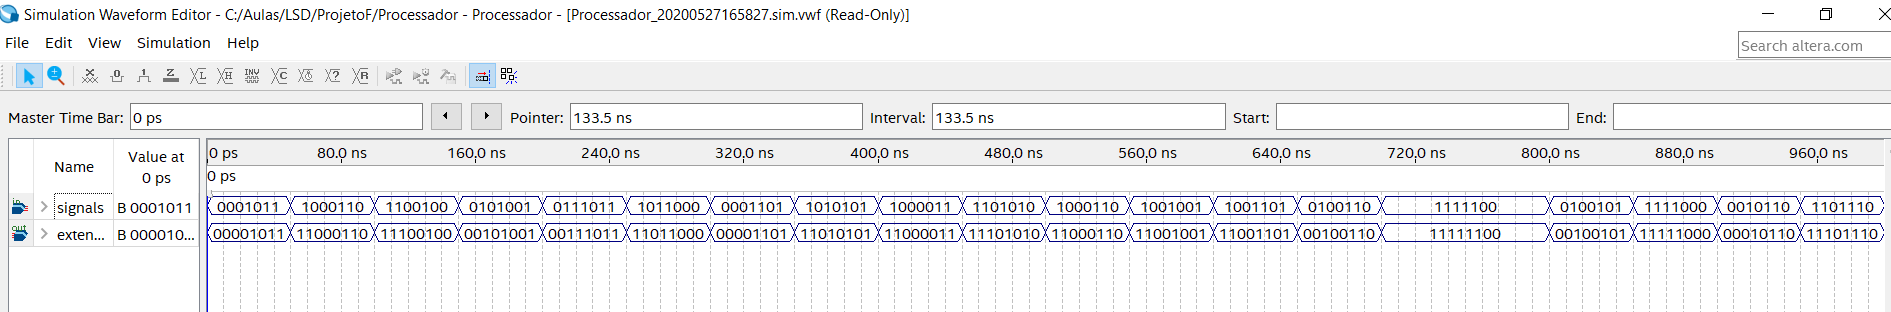 Simulation Waveform Editor - C:/Aulas/LSD/ProjetoF/Processador - Processador - [Processador_20200527165827.sim.vwf (Read-Only)]
File Edit View Simulation Help
Search altera.com
Master Time Bar: 0 ps Pointer: 133.5 ns Interval: 133.5 ns Start: End:
Name Value at 0 ps 0 ps 80.0 ns 160.0 ns 240.0 ns 320.0 ns 400.0 ns 480.0 ns 560.0 ns 640.0 ns 720.0 ns 800.0 ns 880.0 ns 960.0 ns
0 ps
signals B 0001011 0001011 1000110 1100100 0101001 0111011 1011000 0001101 1010101 1000011 1101010 1000110 1001001 1001101 0100110 1111100 0100101 1111000 0010110 1101110
exten... B 000010... 00001011 11000110 11100100 00101001 00111011 11011000 00001101 11010101 11000011 11101010 11000110 11001001 11001101 00100110 11111100 00100101 11111000 00010110 11101110